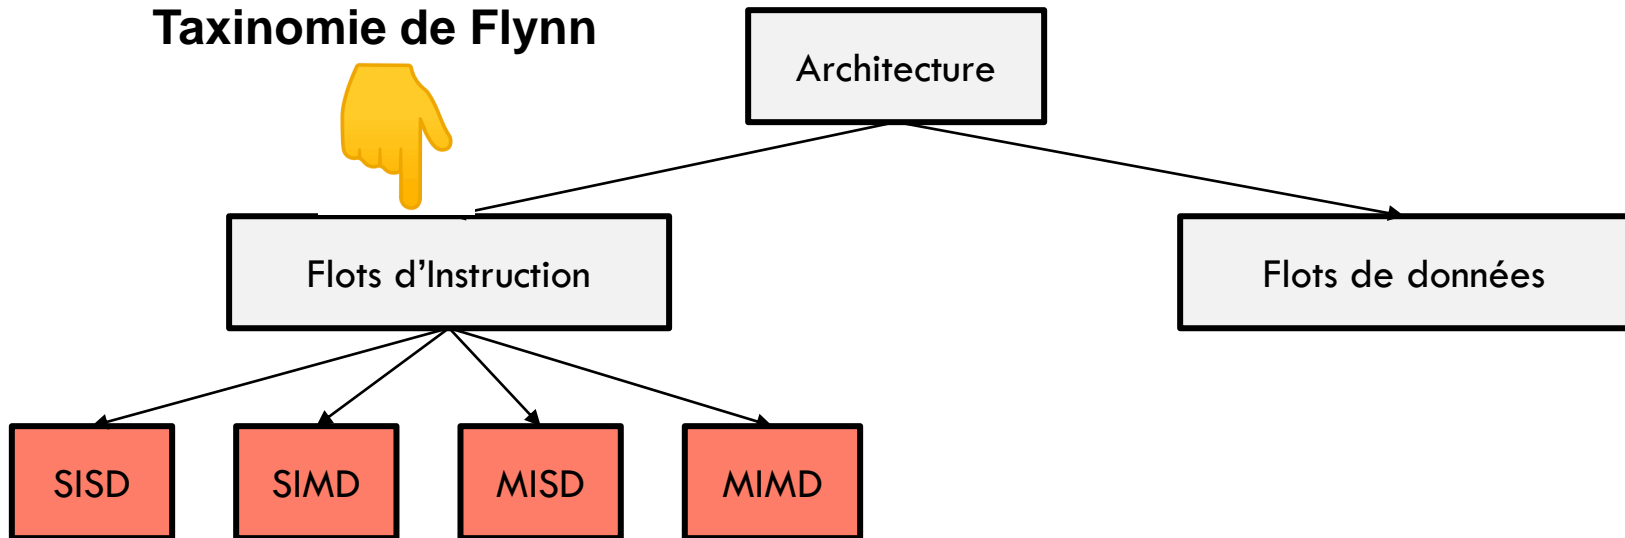 Taxinomie de Flynn
Architecture
Flots d’Instruction
Flots de données
SISD
SIMD
MISD
MIMD